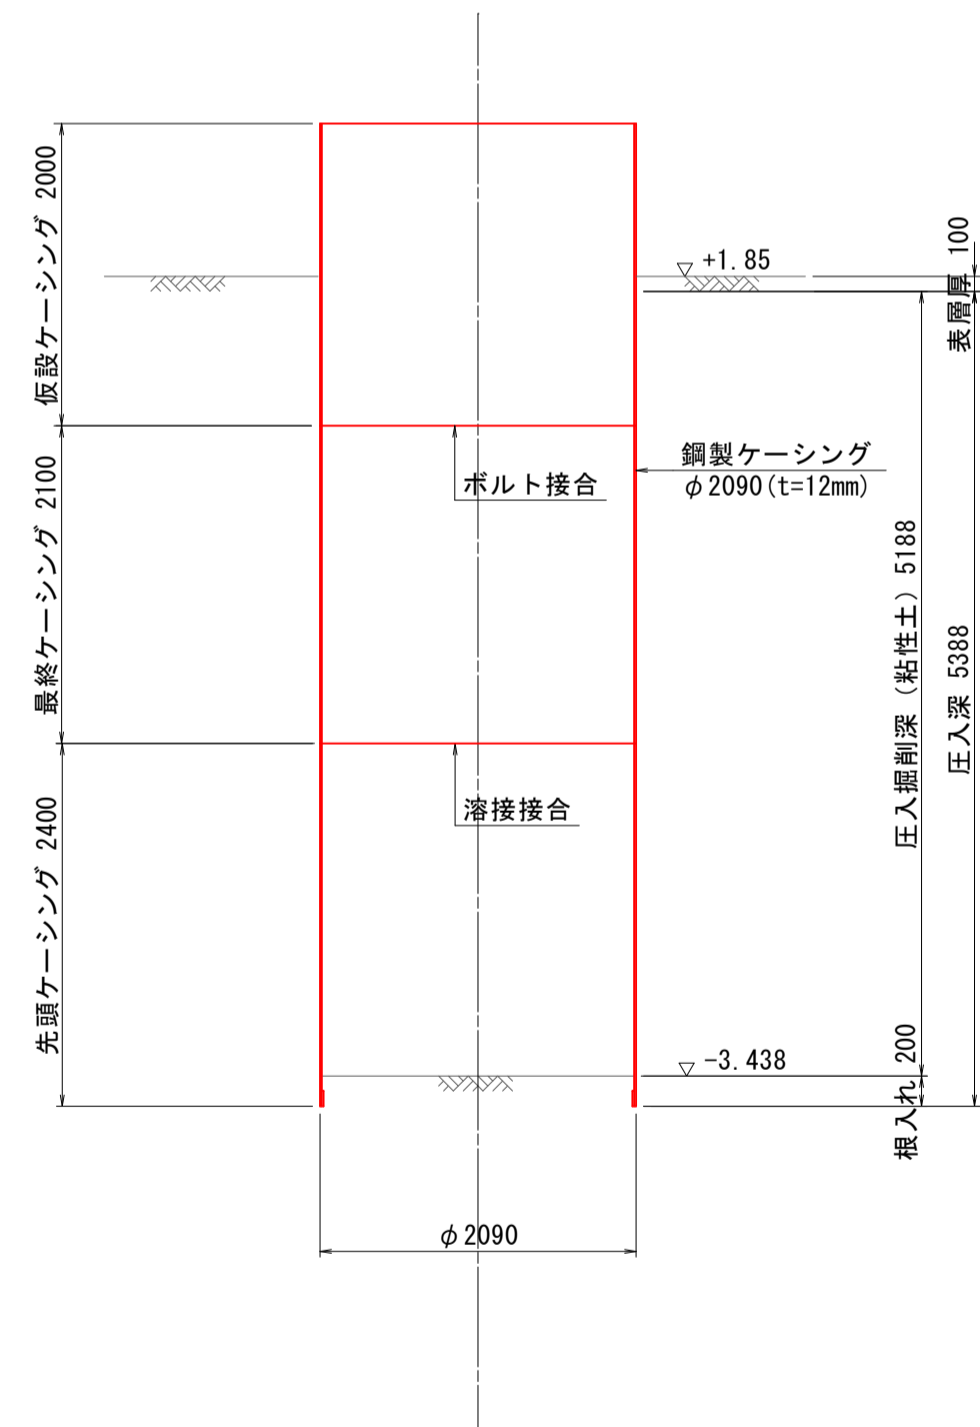 仮設ケーシング 2000
最終ケーシング 2100
先頭ケーシング 2400
+1.85
表層厚 100
ボルト接合
鋼製ケーシング
φ2090(t=12mm)
圧入掘削深（粘性土）5188
圧入深 5388
溶接接合
-3.438
根入れ 200
φ2090